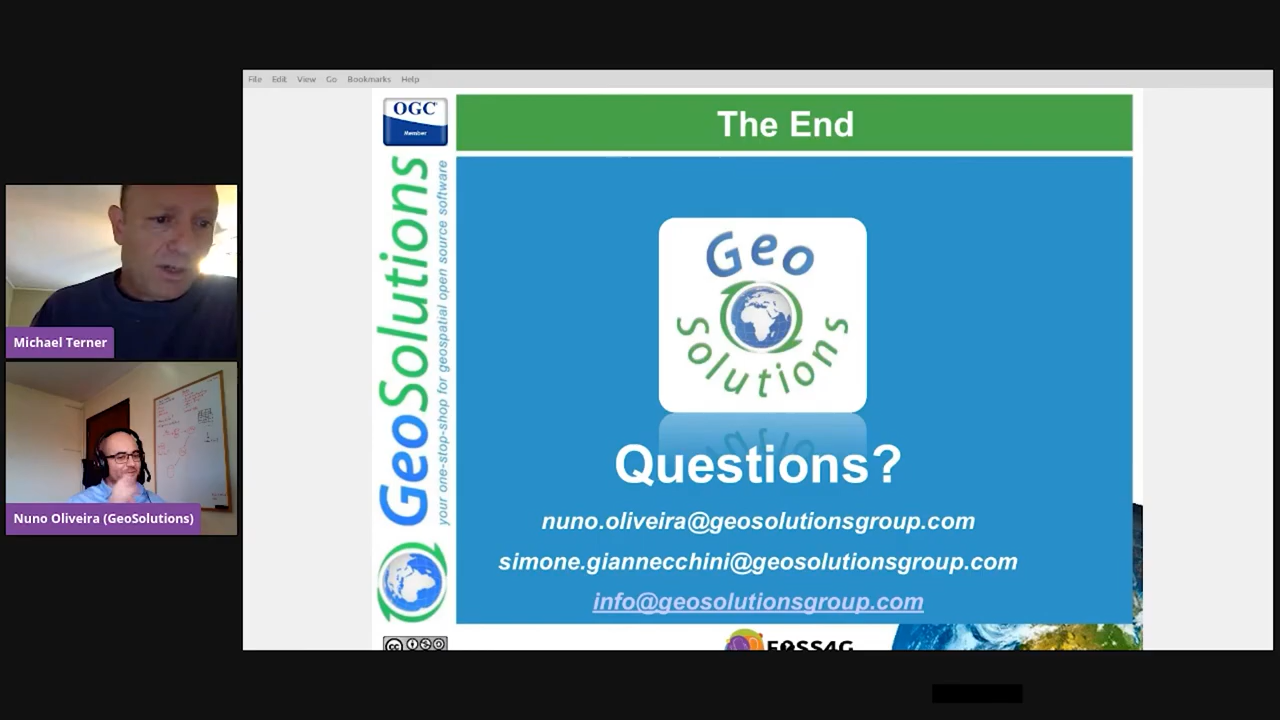 File Edit View Go Bookmarks Help
OGC
Member
The End
GeoSolutions
your one-stop-shop for geospatial open source software
Geo
Solutions
Questions?
nuno.oliveira@geosolutionsgroup.com
simone.giannecchini@geosolutionsgroup.com
info@geosolutionsgroup.com
FOSS4G
Michael Terner
Nuno Oliveira (GeoSolutions)